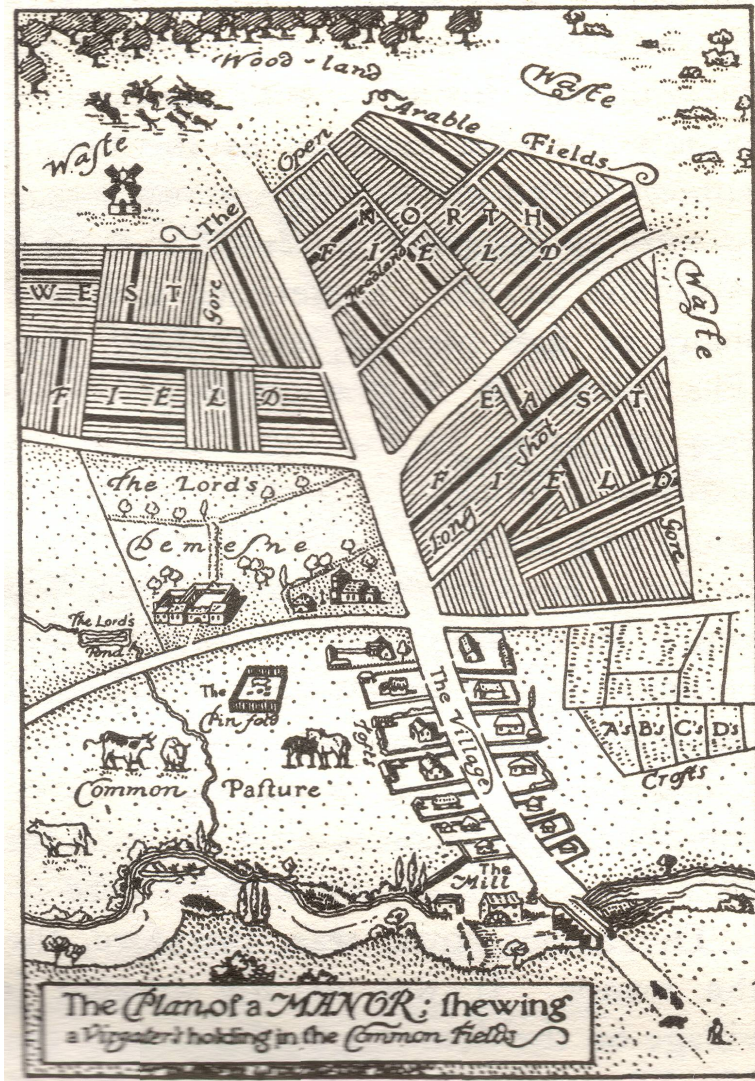 Wood-land
Waſte
Waſte
The Open Arable Fields
NORTH
FIELD
Headland
Waſte
WEST
Gore
FIELD
EAST
FIELD
Long Shot
Gore
The Lord's
Demeſne
The Lord's
Pond
The
Pinfold
Tofts
The Village
A's B's C's D's
Crofts
Common Paſture
The
Mill
The Plan of a MANOR; ſhewing
a Virgater's holding in the Common Fields